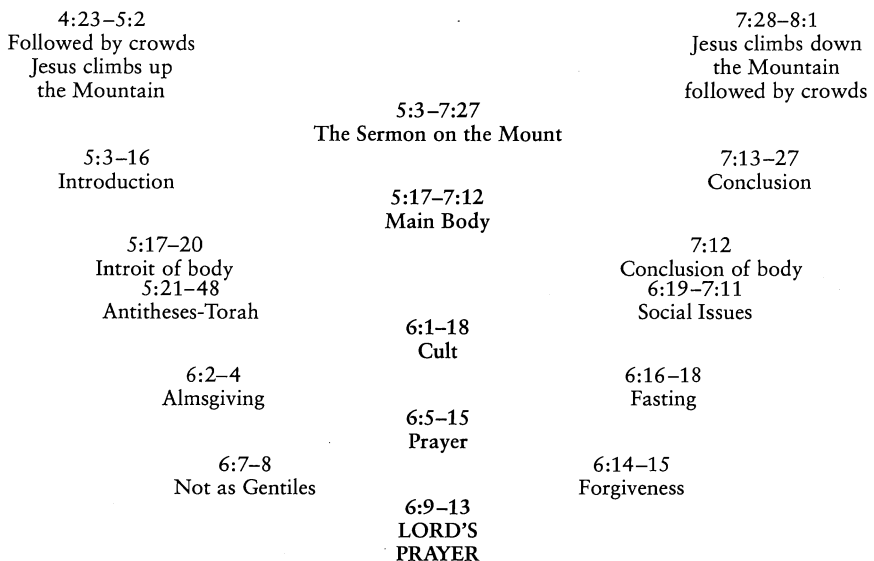 4:23–5:2
Followed by crowds
Jesus climbs up
the Mountain
7:28–8:1
Jesus climbs down
the Mountain
followed by crowds
5:3–7:27
The Sermon on the Mount
5:3–16
Introduction
7:13–27
Conclusion
5:17–7:12
Main Body
5:17–20
Introit of body
5:21–48
Antitheses-Torah
7:12
Conclusion of body
6:19–7:11
Social Issues
6:1–18
Cult
6:2–4
Almsgiving
6:16–18
Fasting
6:5–15
Prayer
6:7–8
Not as Gentiles
6:14–15
Forgiveness
6:9–13
LORD'S
PRAYER